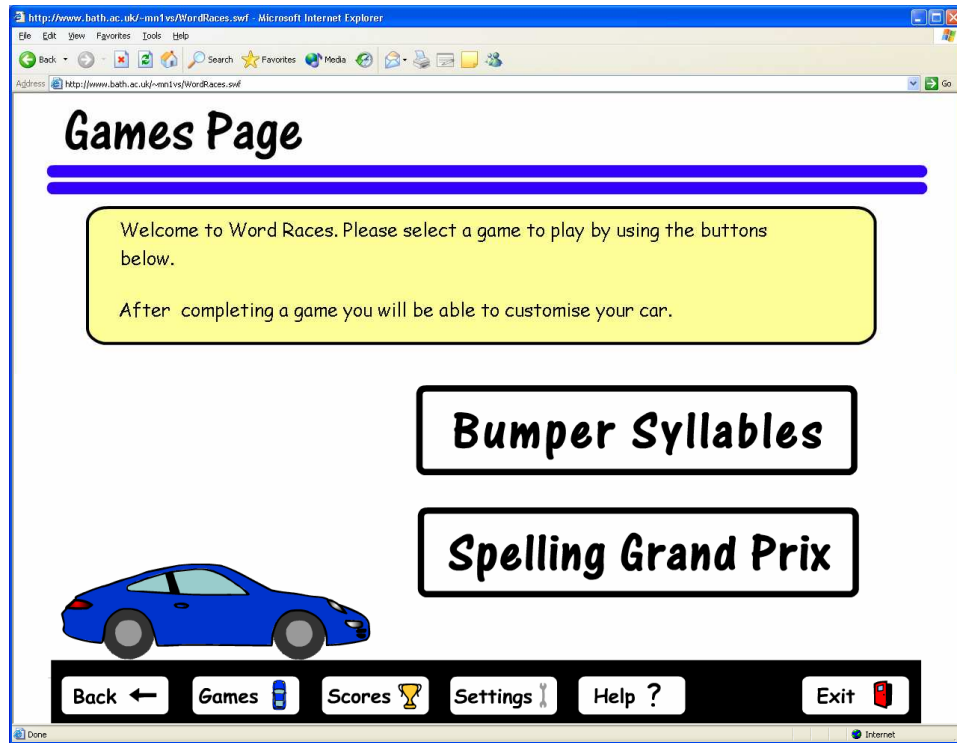 http://www.bath.ac.uk/~mn1vs/WordRaces.swf - Microsoft Internet Explorer
File Edit View Favorites Tools Help
Back Search Favorites Media
Address http://www.bath.ac.uk/~mn1vs/WordRaces.swf Go
Games Page
Welcome to Word Races. Please select a game to play by using the buttons
below.
After completing a game you will be able to customise your car.
Bumper Syllables
Spelling Grand Prix
Back Games Scores Settings Help ? Exit
Done Internet